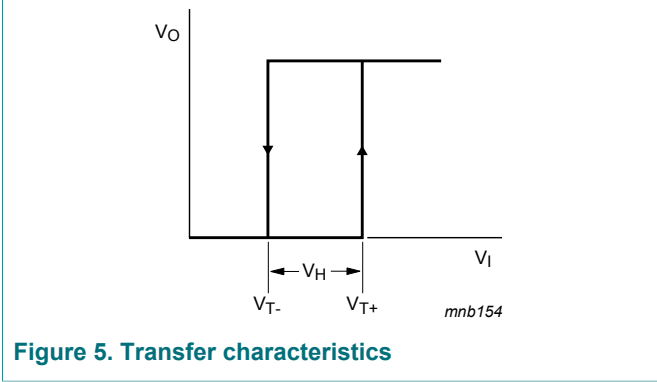 VO
VH
VI
VT-
VT+
mnb154
Figure 5. Transfer characteristics